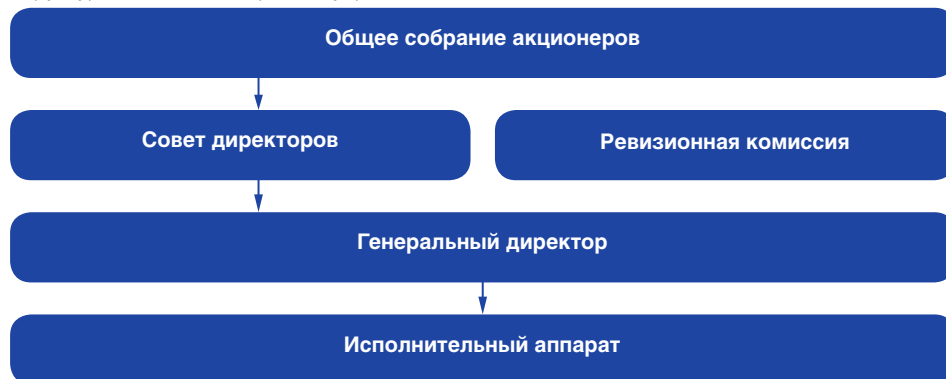 Общее собрание акционеров
Совет директоров
Ревизионная комиссия
Генеральный директор
Исполнительный аппарат